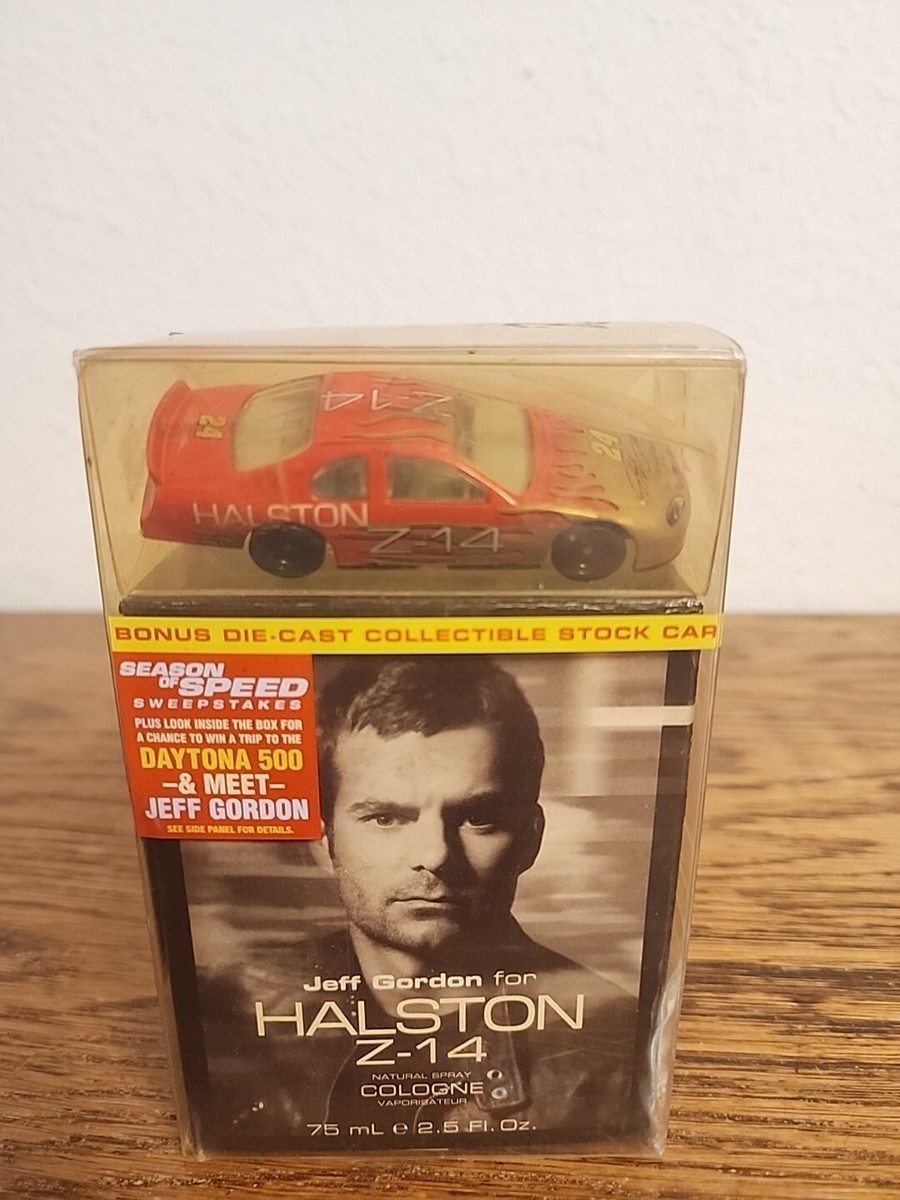 24
Z-14
24
HALSTON
Z-14
BONUS DIE-CAST COLLECTIBLE STOCK CAR
SEASON
OF SPEED
SWEEPSTAKES
PLUS LOOK INSIDE THE BOX FOR
A CHANCE TO WIN A TRIP TO THE
DAYTONA 500
–& MEET–
JEFF GORDON
SEE SIDE PANEL FOR DETAILS.
Jeff Gordon for
HALSTON
Z-14
NATURAL SPRAY
COLOGNE
VAPORISATEUR
75 mL e 2.5 Fl. Oz.